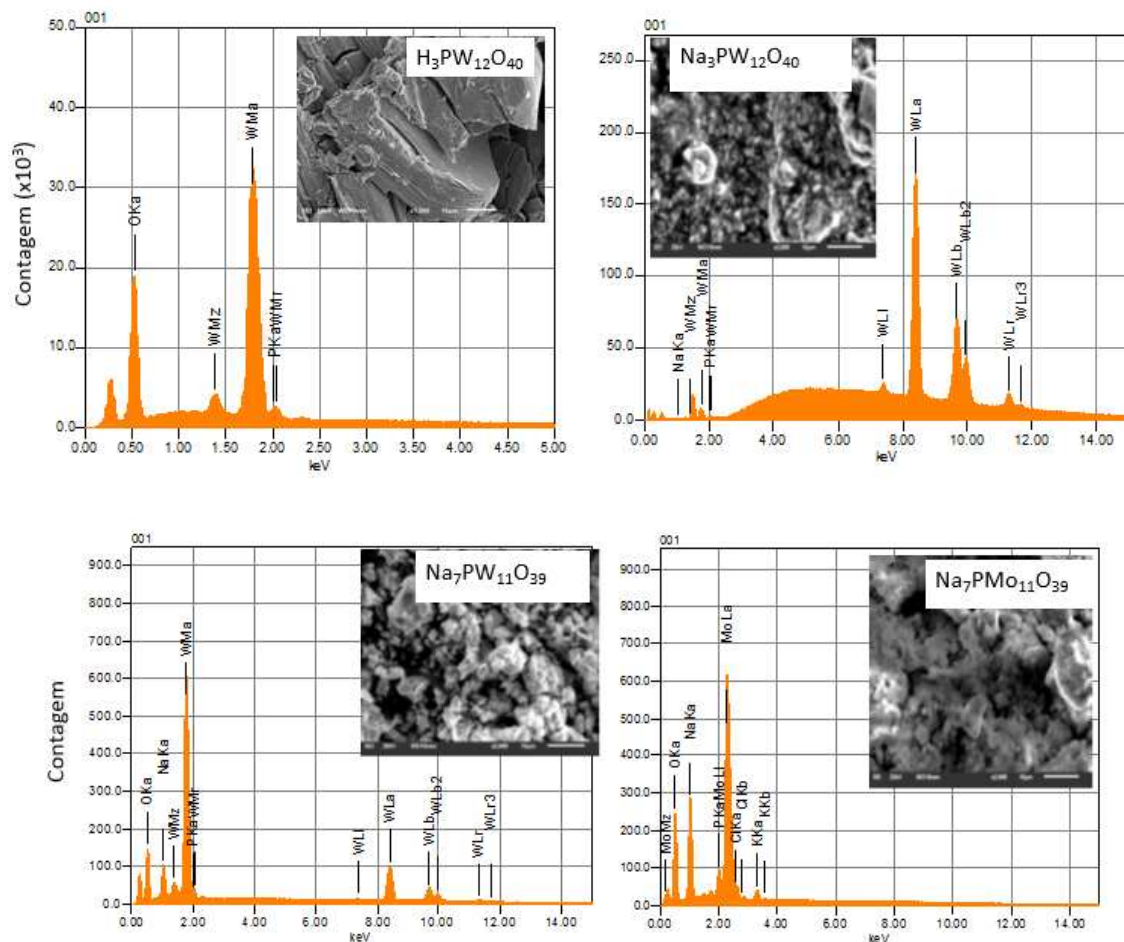 001
50.0
40.0
30.0
20.0
10.0
0.0
Contagem (x10³)
OKa
WMz
WMa
PKaWMr
H₃PW₁₂O₄₀
0.00 0.50 1.00 1.50 2.00 2.50 3.00 3.50 4.00 4.50 5.00
keV
001
250.0
200.0
150.0
100.0
50.0
0.0
NaKa
WMz
WMa
PKaWMr
WLl
WLa
WLb
WLb2
WLr
WLr3
Na₃PW₁₂O₄₀
0.00 2.00 4.00 6.00 8.00 10.00 12.00 14.00
keV
001
900.0
800.0
700.0
600.0
500.0
400.0
300.0
200.0
100.0
0.0
Contagem
OKa
NaKa
WMz
WMa
PKaWMr
WLl
WLa
WLb
WLb2
WLr
WLr3
Na₇PW₁₁O₃₉
0.00 2.00 4.00 6.00 8.00 10.00 12.00 14.00
keV
001
900.0
800.0
700.0
600.0
500.0
400.0
300.0
200.0
100.0
0.0
MoMz
OKa
NaKa
PKaMoLl
MoLa
ClKa
ClKb
KKa
KKb
Na₇PMo₁₁O₃₉
0.00 2.00 4.00 6.00 8.00 10.00 12.00 14.00
keV